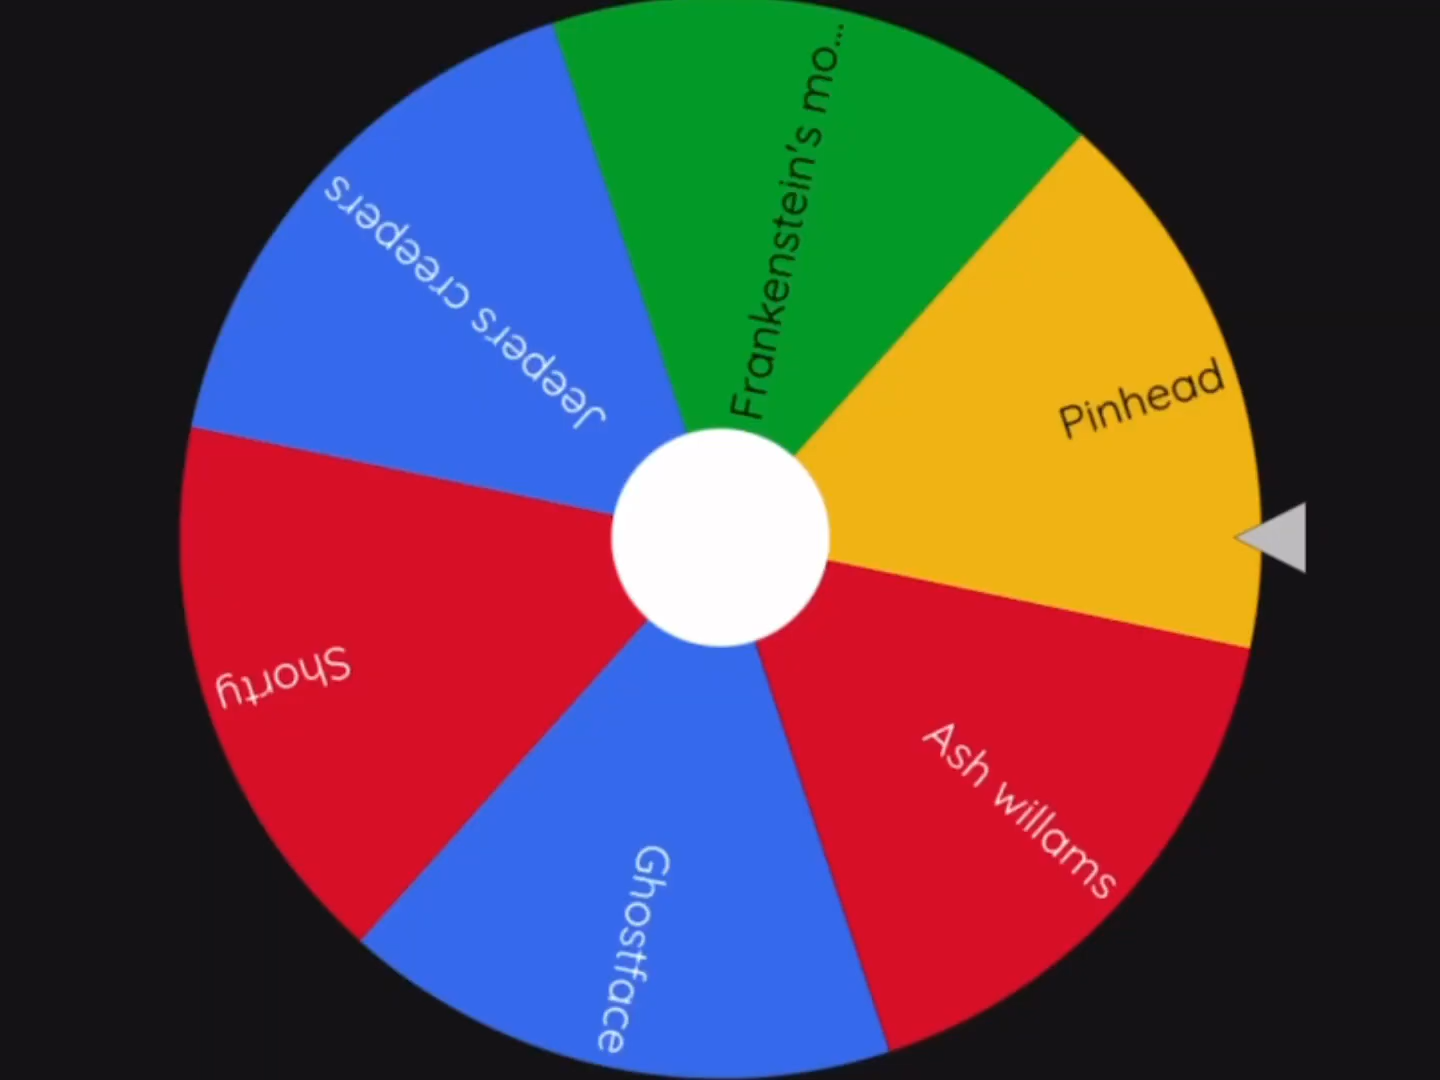 Frankenstein's mo...
Pinhead
Ash willams
Ghostface
Shorty
Jeepers creepers